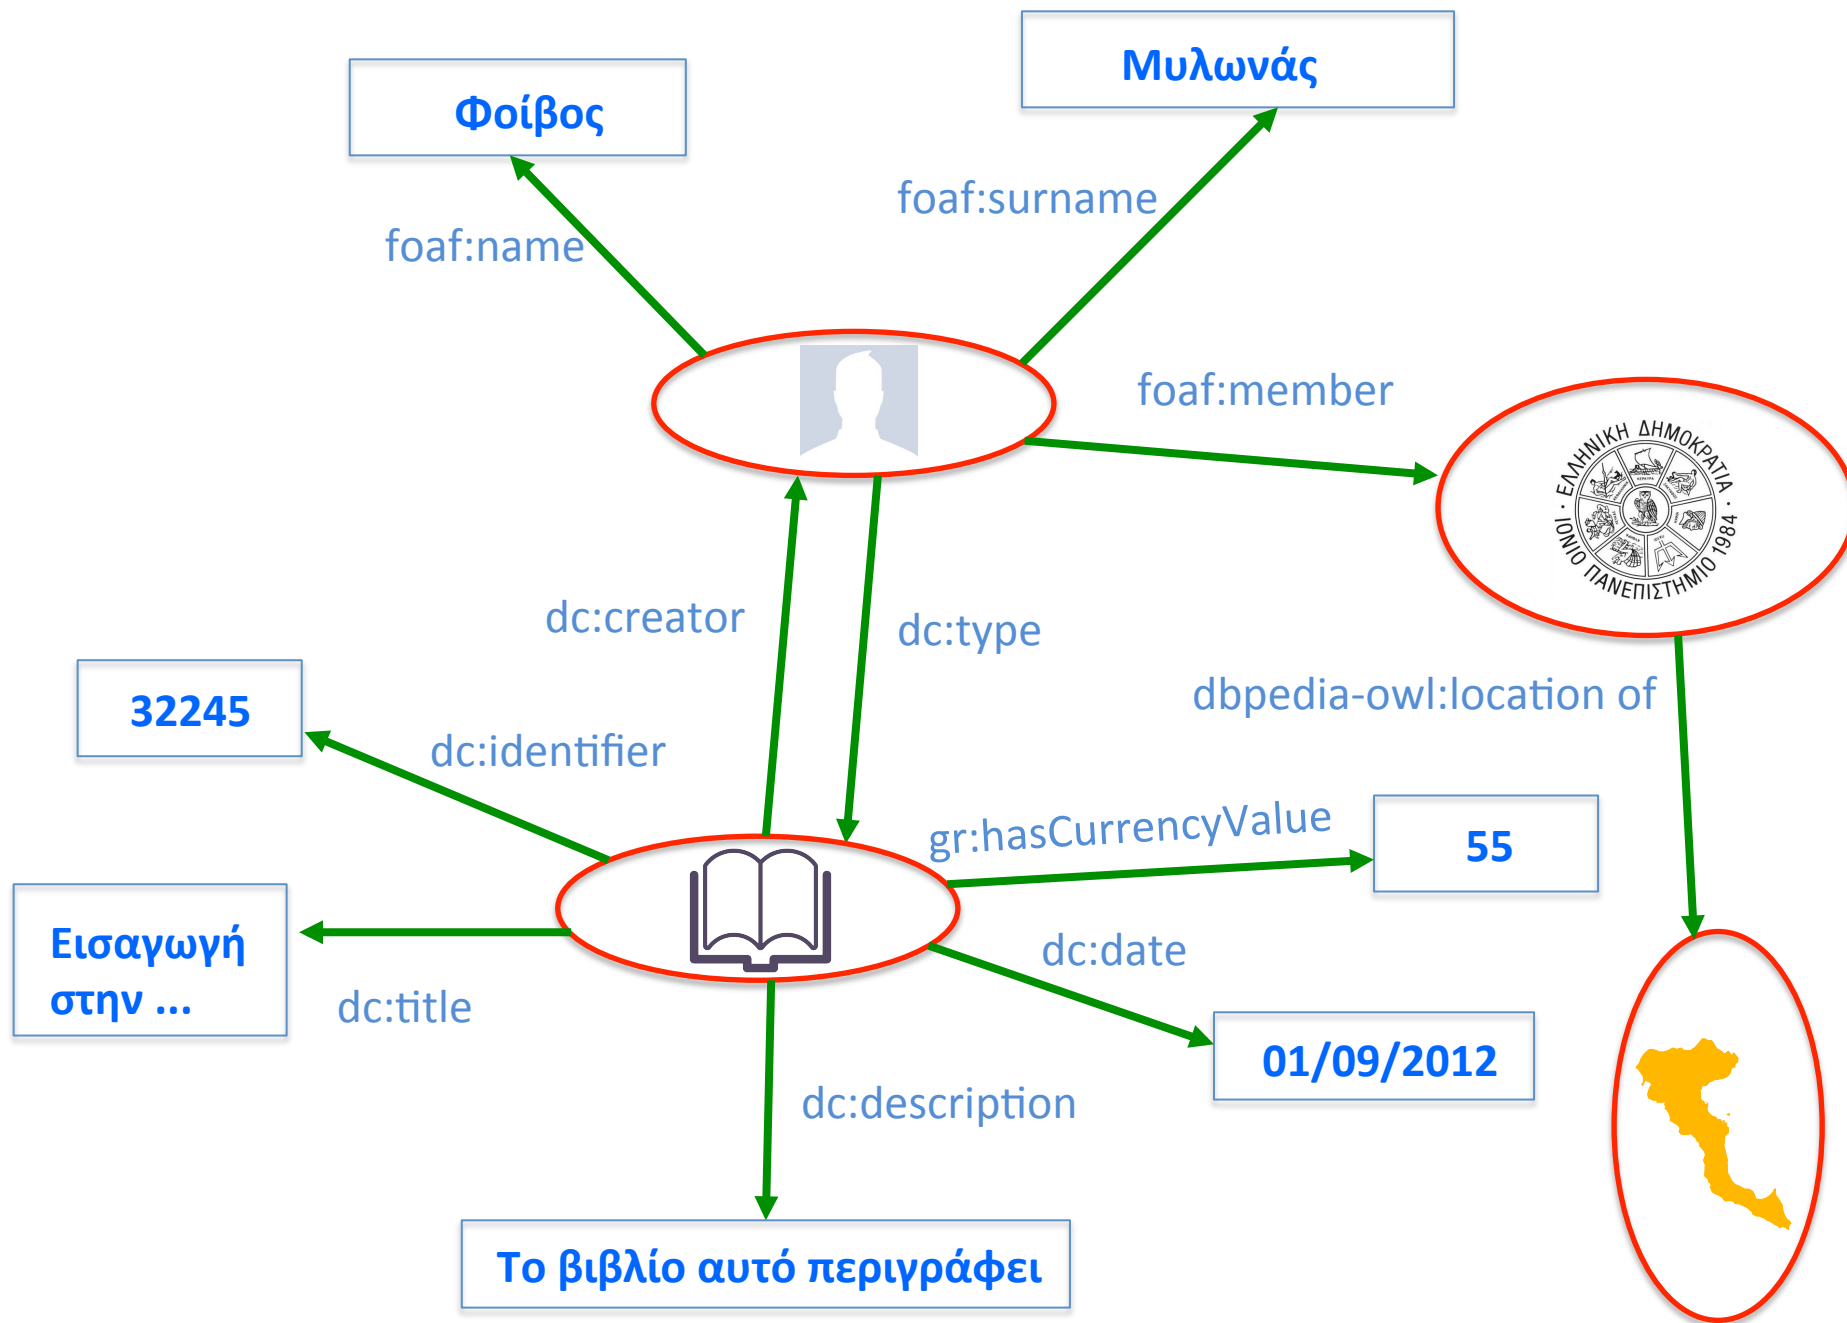 Μυλωνάς
Φοίβος
foaf:surname
foaf:name
foaf:member
ΕΛΛΗΝΙΚΗ ΔΗΜΟΚΡΑΤΙΑ ·
ΙΟΝΙΟ ΠΑΝΕΠΙΣΤΗΜΙΟ 1984 ·
dc:creator
dc:type
dbpedia-owl:location of
32245
dc:identifier
gr:hasCurrencyValue
55
Εισαγωγή
στην ...
dc:date
dc:title
01/09/2012
dc:description
Το βιβλίο αυτό περιγράφει